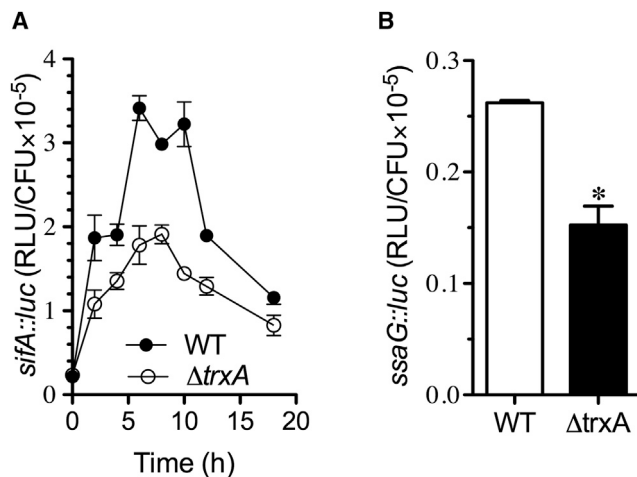 A
sifA::luc (RLU/CFU×10-5)
4
3
2
1
0
0
5
10
15
20
Time (h)
WT
ΔtrxA
B
ssaG::luc (RLU/CFU×10-5)
0.3
0.2
0.1
0.0
*
WT
ΔtrxA